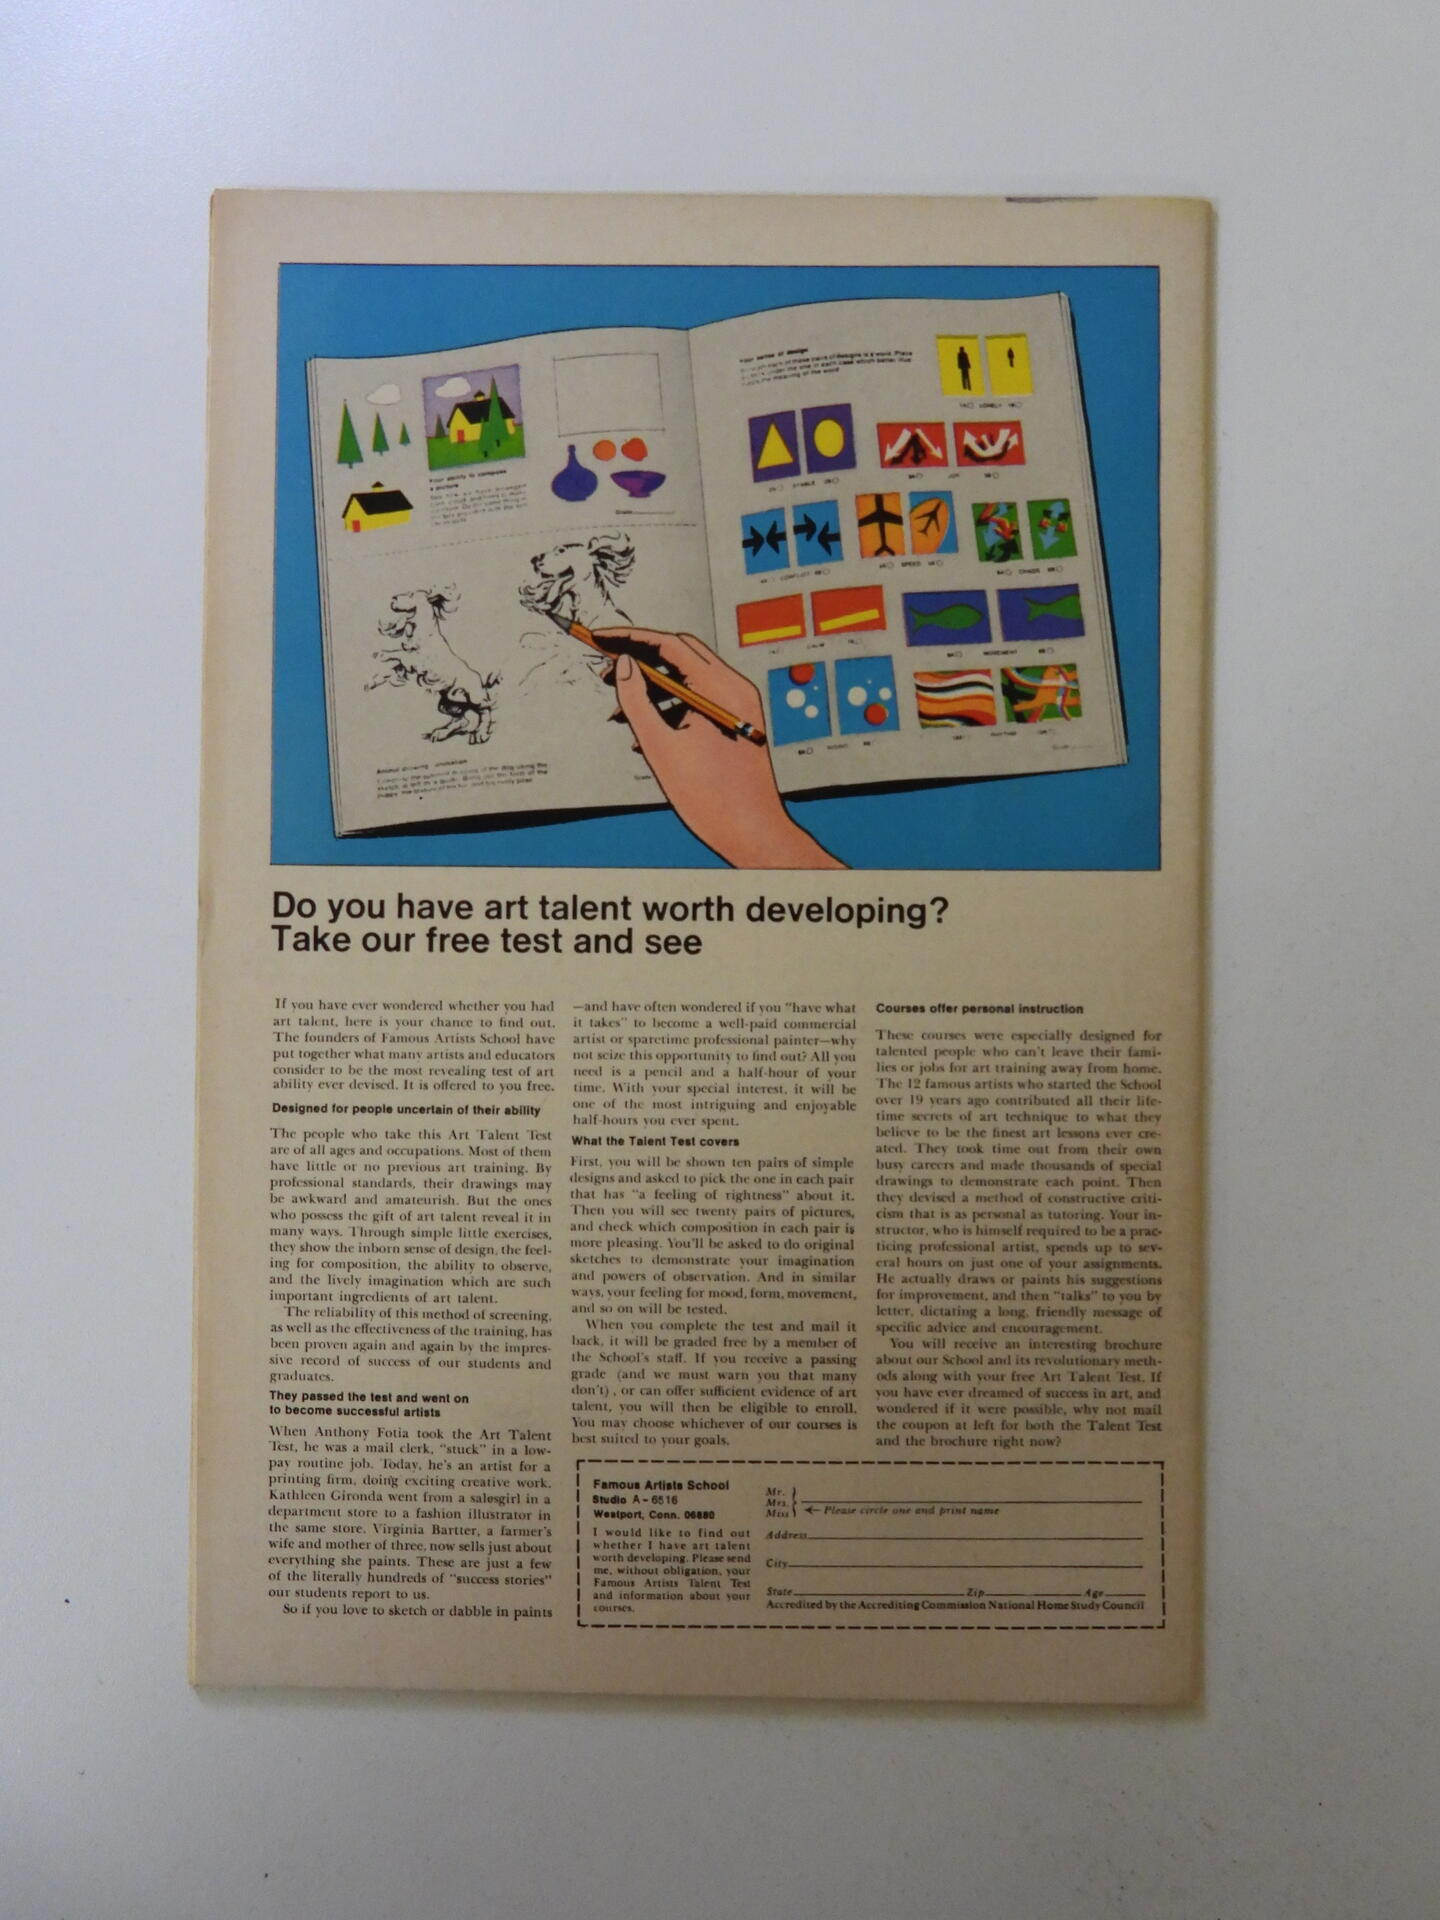 Your sense of design
LONELY
STABLE
JOY
CONFLICT
SPEED
CHAOS
CALM
MOVEMENT
RHYTHM
Your ability to compose
a picture
Do you have art talent worth developing?
Take our free test and see
If you have ever wondered whether you had
art talent, here is your chance to find out.
The founders of Famous Artists School have
put together what many artists and educators
consider to be the most revealing test of art
ability ever devised. It is offered to you free.
Designed for people uncertain of their ability
The people who take this Art Talent Test
are of all ages and occupations. Most of them
have little or no previous art training. By
professional standards, their drawings may
be awkward and amateurish. But the ones
who possess the gift of art talent reveal it in
many ways. Through simple little exercises,
they show the inborn sense of design, the feel-
ing for composition, the ability to observe,
and the lively imagination which are such
important ingredients of art talent.
The reliability of this method of screening,
as well as the effectiveness of the training, has
been proven again and again by the impres-
sive record of success of our students and
graduates.
They passed the test and went on
to become successful artists
When Anthony Fotia took the Art Talent
Test, he was a mail clerk, "stuck" in a low-
pay routine job. Today, he's an artist for a
printing firm, doing exciting creative work.
Kathleen Gironda went from a salesgirl in a
department store to a fashion illustrator in
the same store. Virginia Bartter, a farmer's
wife and mother of three, now sells just about
everything she paints. These are just a few
of the literally hundreds of "success stories"
our students report to us.
So if you love to sketch or dabble in paints
—and have often wondered if you "have what
it takes" to become a well-paid commercial
artist or sparetime professional painter—why
not seize this opportunity to find out? All you
need is a pencil and a half-hour of your
time. With your special interest, it will be
one of the most intriguing and enjoyable
half-hours you ever spent.
What the Talent Test covers
First, you will be shown ten pairs of simple
designs and asked to pick the one in each pair
that has "a feeling of rightness" about it.
Then you will see twenty pairs of pictures,
and check which composition in each pair is
more pleasing. You'll be asked to do original
sketches to demonstrate your imagination
and powers of observation. And in similar
ways, your feeling for mood, form, movement,
and so on will be tested.
When you complete the test and mail it
back, it will be graded free by a member of
the School's staff. If you receive a passing
grade (and we must warn you that many
don't), or can offer sufficient evidence of art
talent, you will then be eligible to enroll.
You may choose whichever of our courses is
best suited to your goals.
Courses offer personal instruction
These courses were especially designed for
talented people who can't leave their fami-
lies or jobs for art training away from home.
The 12 famous artists who started the School
over 19 years ago contributed all their life-
time secrets of art technique to what they
believe to be the finest art lessons ever cre-
ated. They took time out from their own
busy careers and made thousands of special
drawings to demonstrate each point. Then
they devised a method of constructive criti-
cism that is as personal as tutoring. Your in-
structor, who is himself required to be a prac-
ticing professional artist, spends up to sev-
eral hours on just one of your assignments.
He actually draws or paints his suggestions
for improvement, and then "talks" to you by
letter, dictating a long, friendly message of
specific advice and encouragement.
You will receive an interesting brochure
about our School and its revolutionary meth-
ods along with your free Art Talent Test. If
you have ever dreamed of success in art, and
wondered if it were possible, why not mail
the coupon at left for both the Talent Test
and the brochure right now?
Famous Artists School
Studio A-6516
Westport, Conn. 06880
I would like to find out
whether I have art talent
worth developing. Please send
me, without obligation, your
Famous Artists Talent Test
and information about your
courses.
Mr.
Mrs.
Miss
Please circle one and print name
Address
City
State Zip Age
Accredited by the Accrediting Commission National Home Study Council